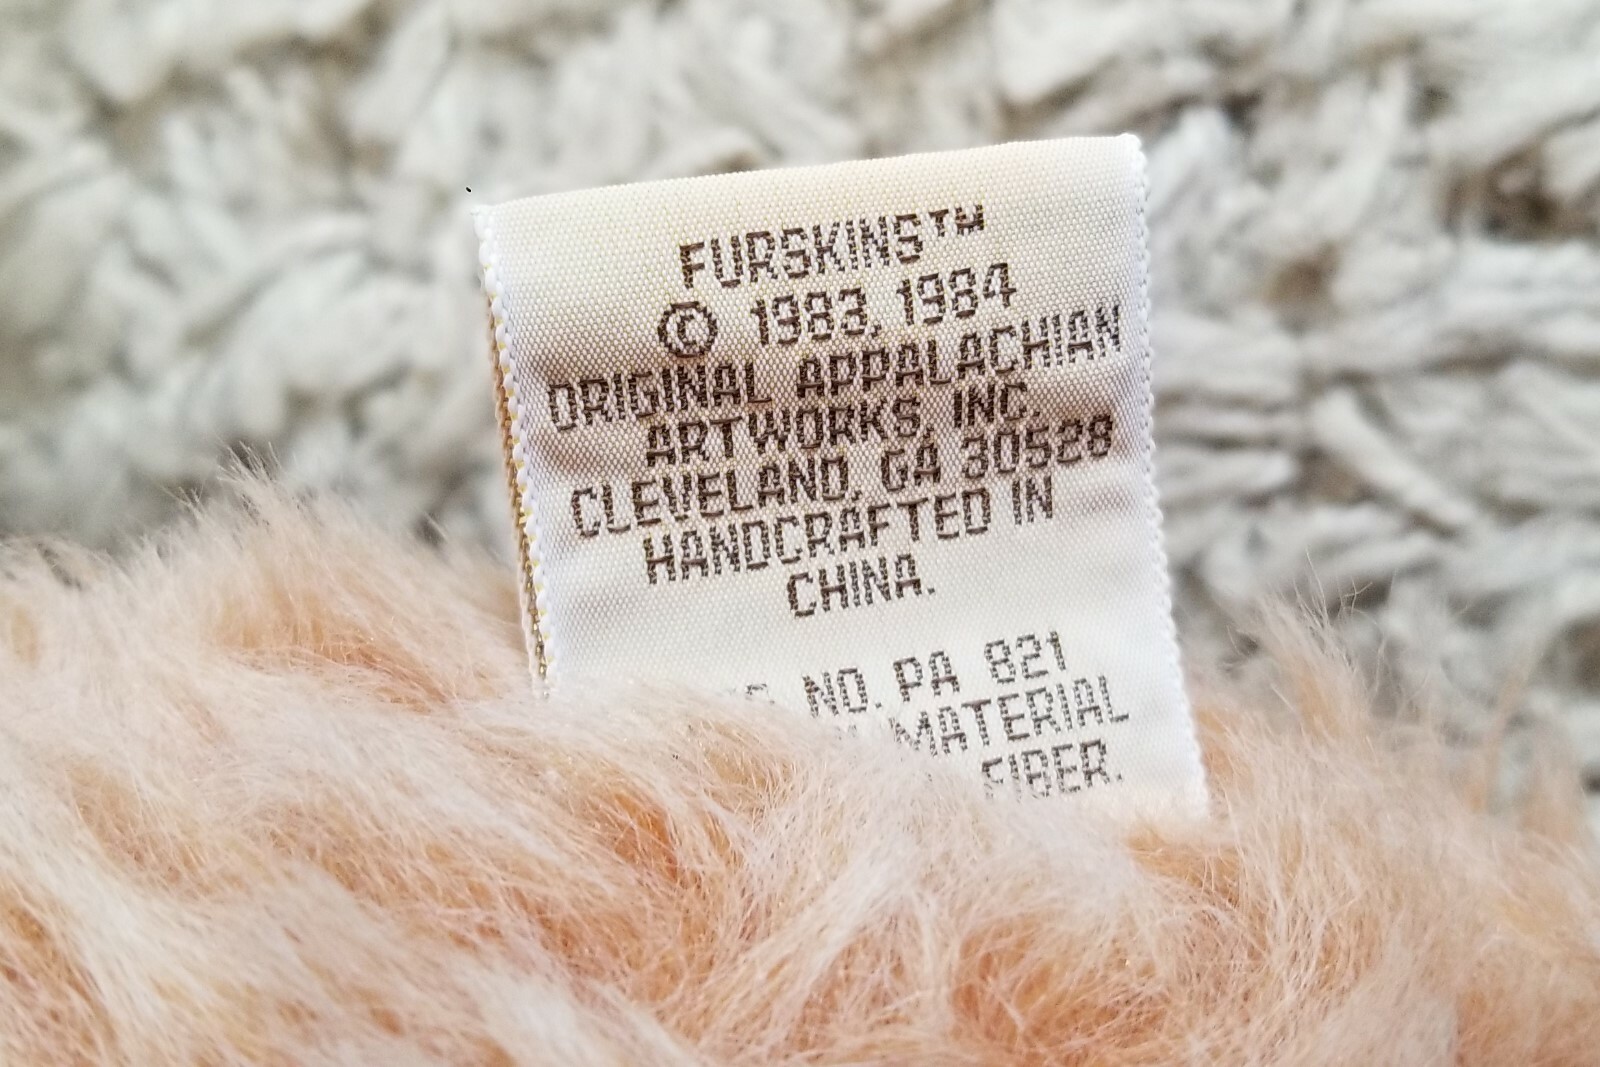 FURSKINS™
© 1983, 1984
ORIGINAL APPALACHIAN
ARTWORKS, INC.
CLEVELAND, GA 30528
HANDCRAFTED IN
CHINA.
NO. PA 821
MATERIAL
FIBER.